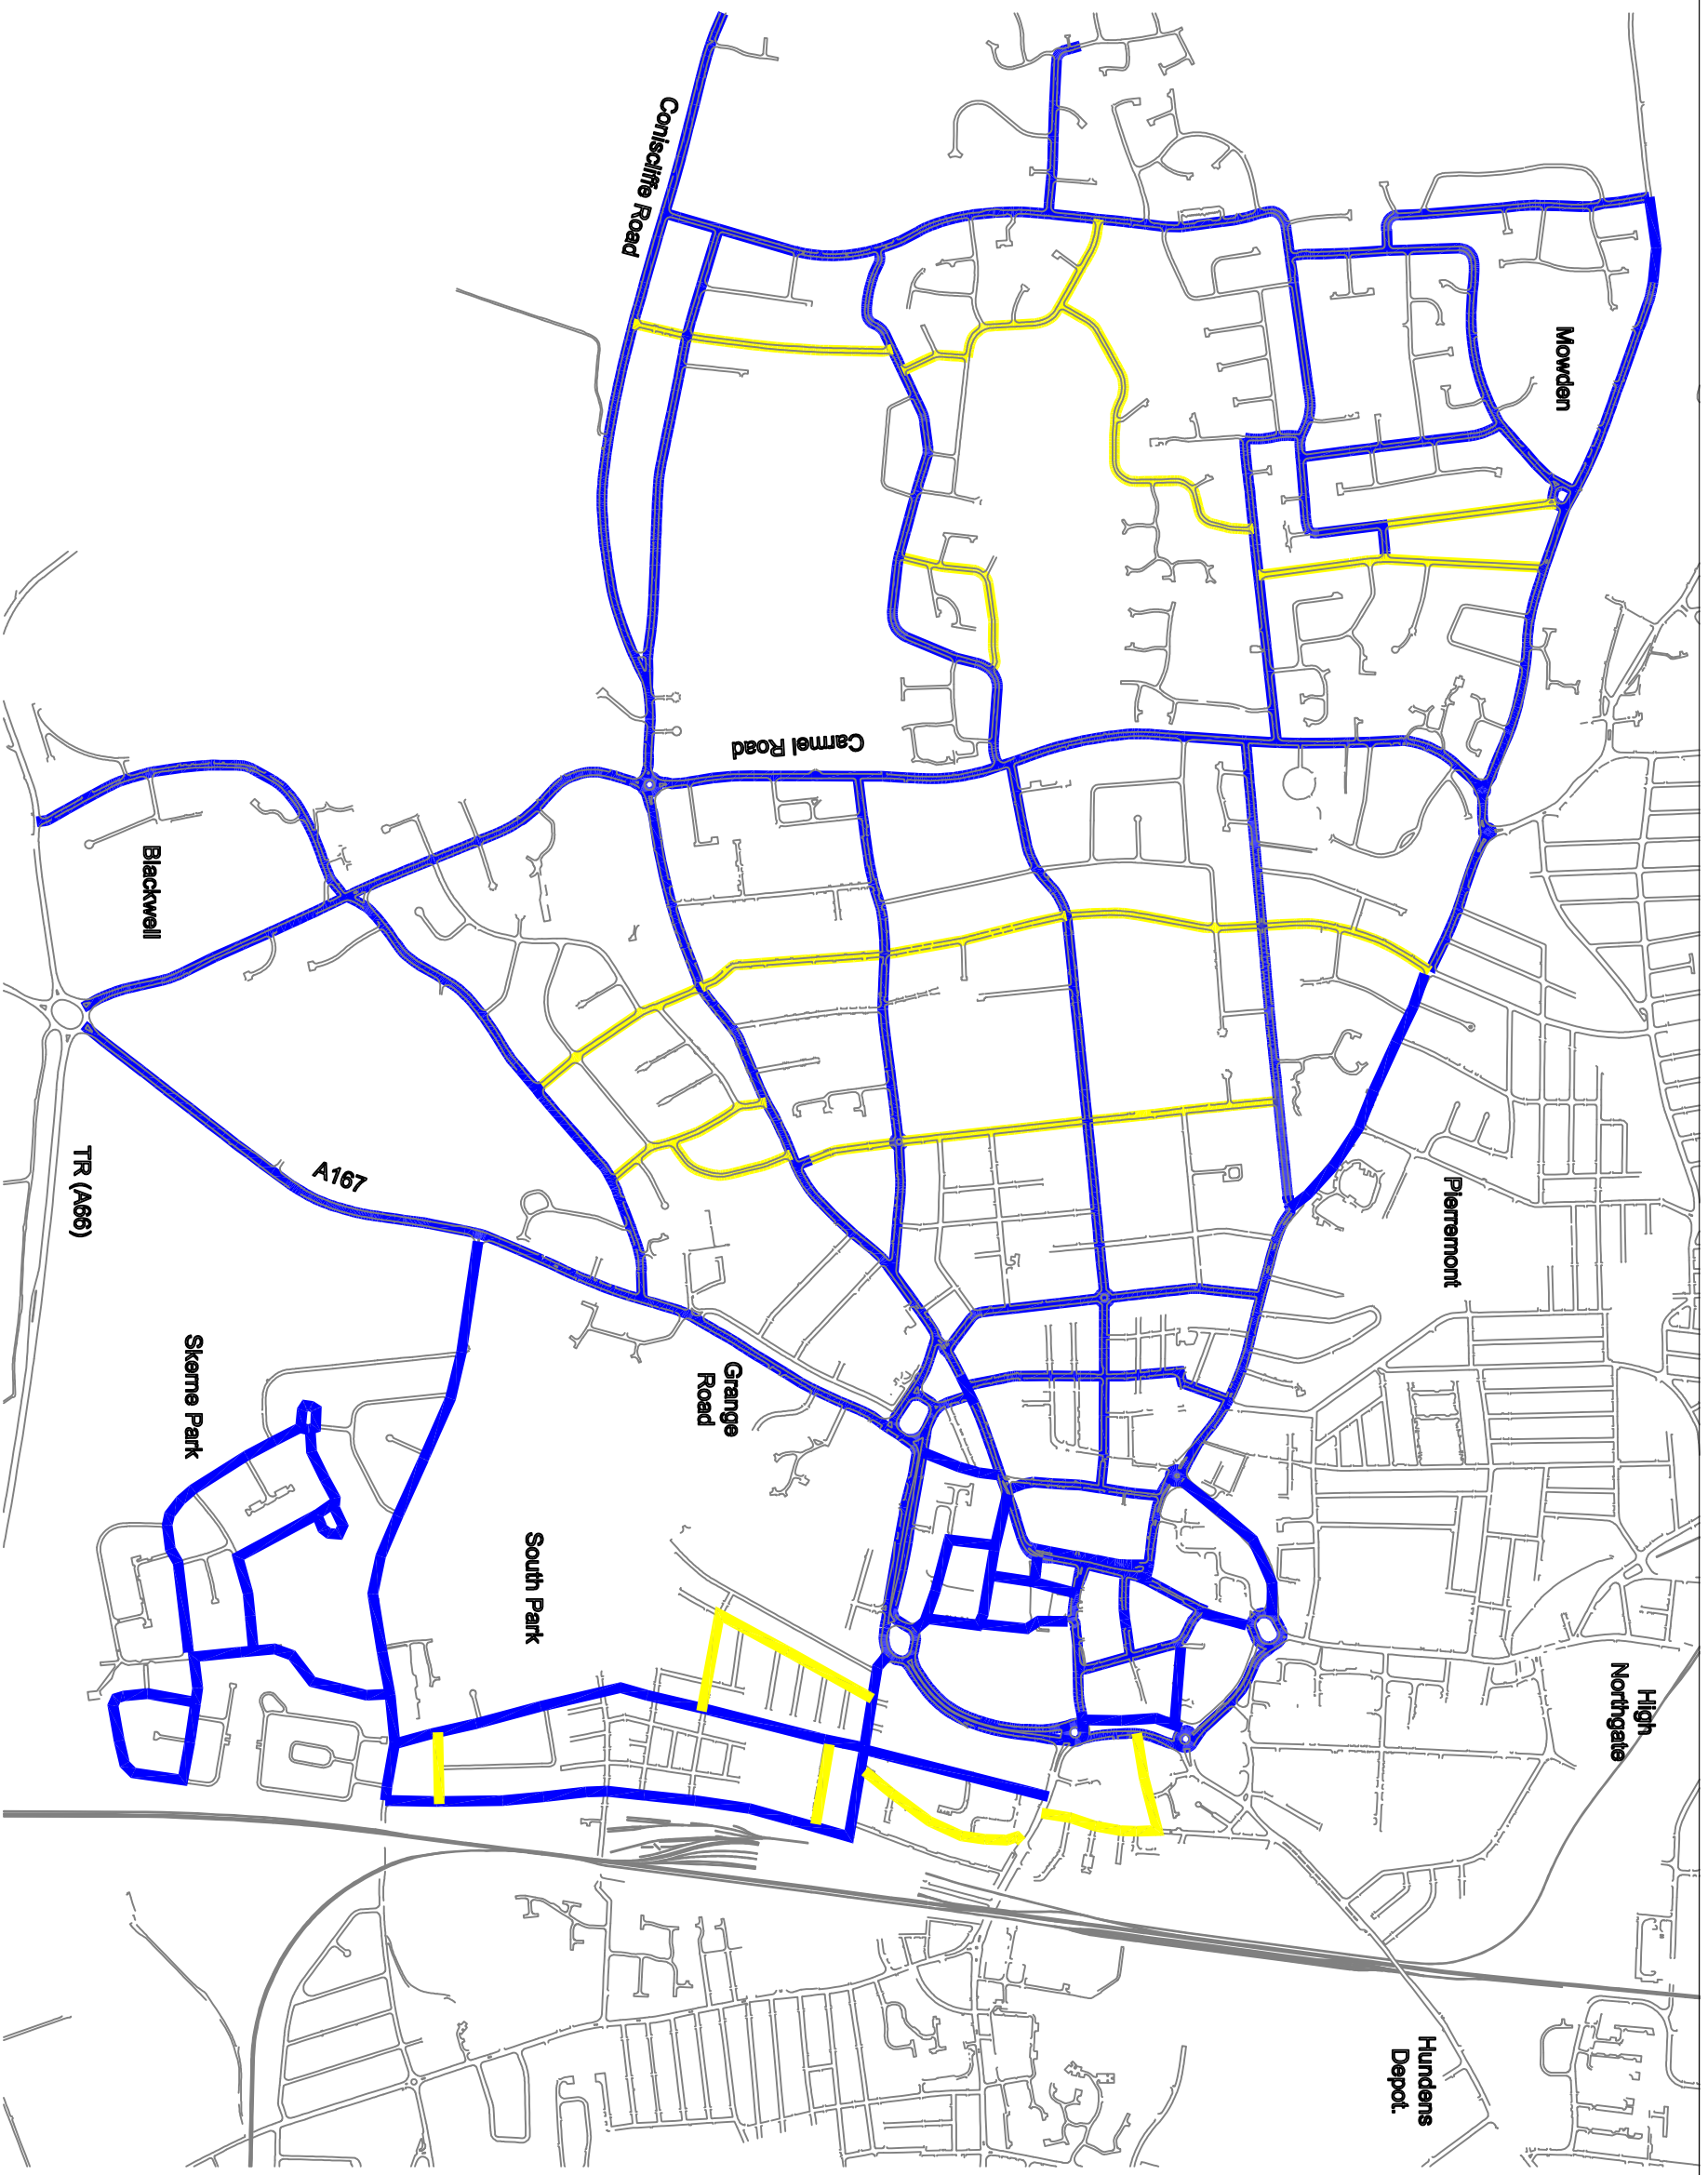 Coniscliffe Road
Mowden
Carmel Road
Blackwell
TR (A66)
A167
Pierremont
Skerne Park
Grange
Road
South Park
High
Northgate
Hundens
Depot.